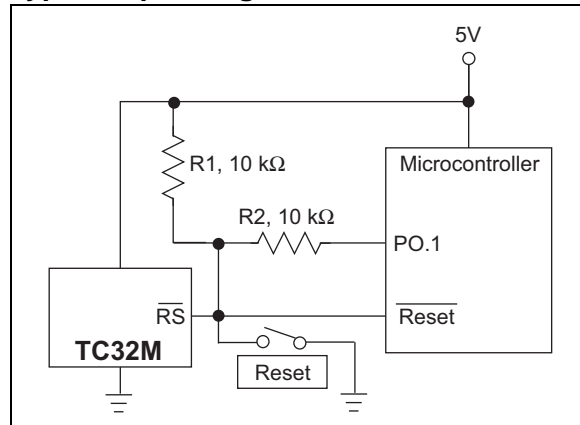 5V
R1, 10 kΩ
Microcontroller
R2, 10 kΩ
PO.1
RS
Reset
TC32M
Reset